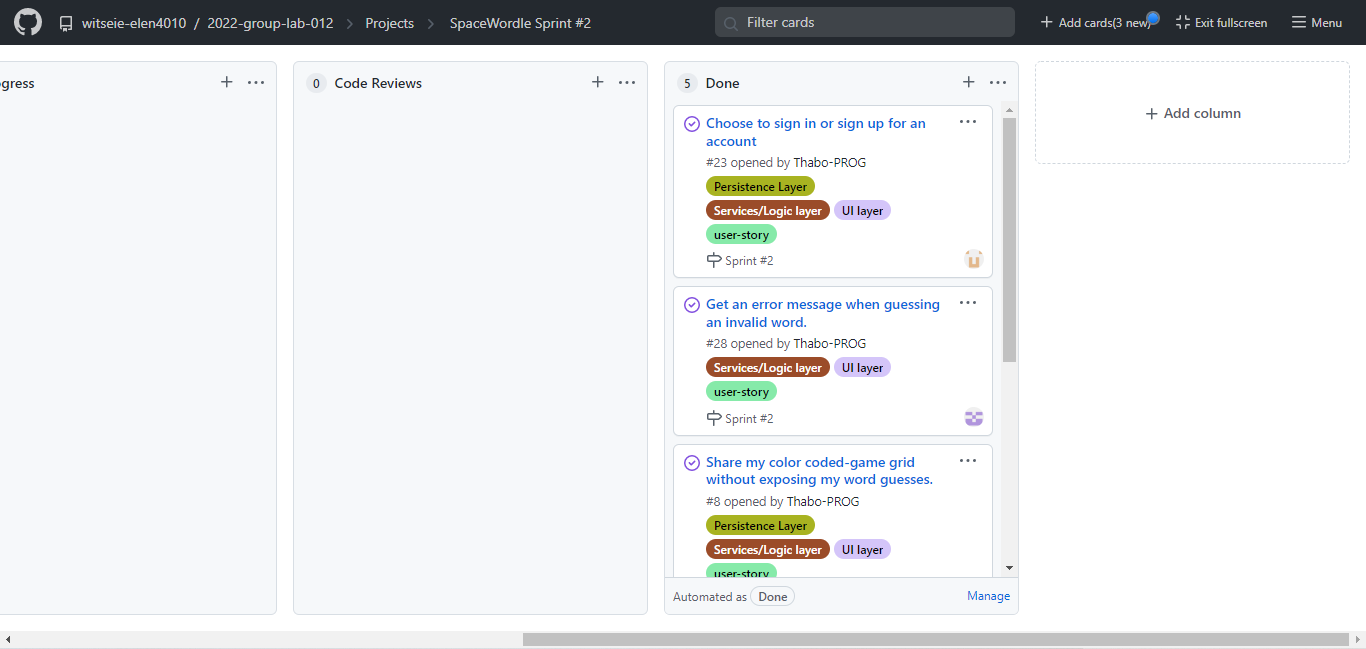 witseie-elen4010 / 2022-group-lab-012 Projects SpaceWordle Sprint #2
Filter cards
Add cards(3 new)
Exit fullscreen
Menu
gress
0 Code Reviews
5 Done
Choose to sign in or sign up for an
account
#23 opened by Thabo-PROG
Persistence Layer
Services/Logic layer UI layer
user-story
Sprint #2
Get an error message when guessing
an invalid word.
#28 opened by Thabo-PROG
Services/Logic layer UI layer
user-story
Sprint #2
Share my color coded-game grid
without exposing my word guesses.
#8 opened by Thabo-PROG
Persistence Layer
Services/Logic layer UI layer
user-story
Automated as Done
Manage
Add column